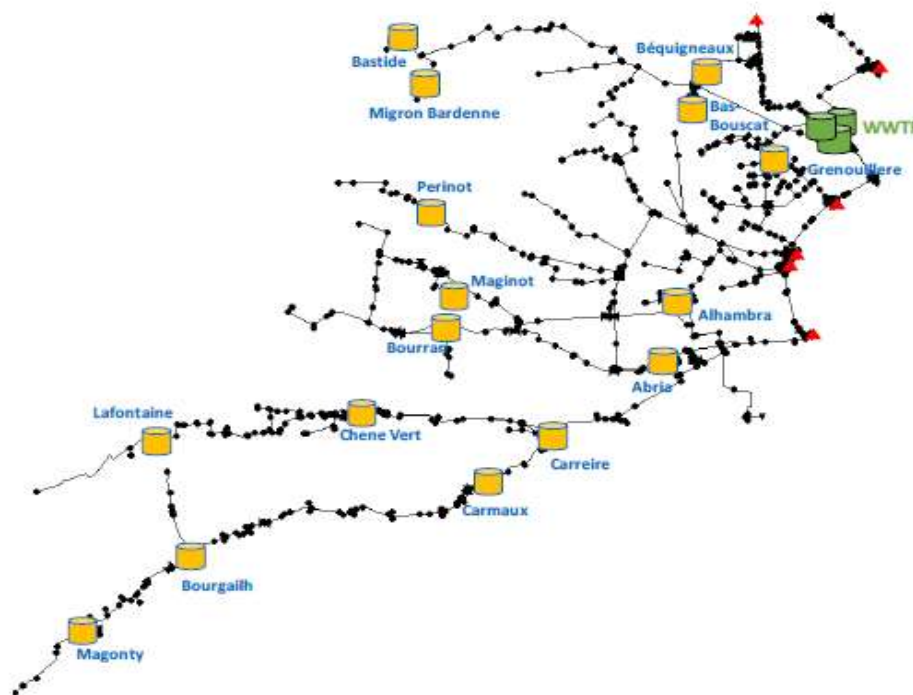 Bastide
Béquigneaux
Migron Bardenne
Bas-
Bouscat
WWTP
Grenouillere
Perinot
Maginot
Alhambra
Bourran
Abria
Lafontaine
Chene Vert
Carreire
Carmaux
Bourgailh
Magonty